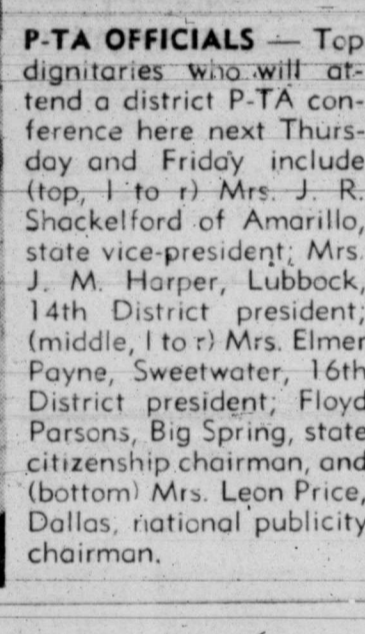 P-TA OFFICIALS — Top
dignitaries who will at-
tend a district P-TA con-
ference here next Thurs-
day and Friday include
(top, l to r) Mrs. J. R.
Shackelford of Amarillo,
state vice-president; Mrs.
J. M. Harper, Lubbock,
14th District president;
(middle, l to r) Mrs. Elmer
Payne, Sweetwater, 16th
District president; Floyd
Parsons, Big Spring, state
citizenship chairman, and
(bottom) Mrs. Leon Price,
Dallas, national publicity
chairman.